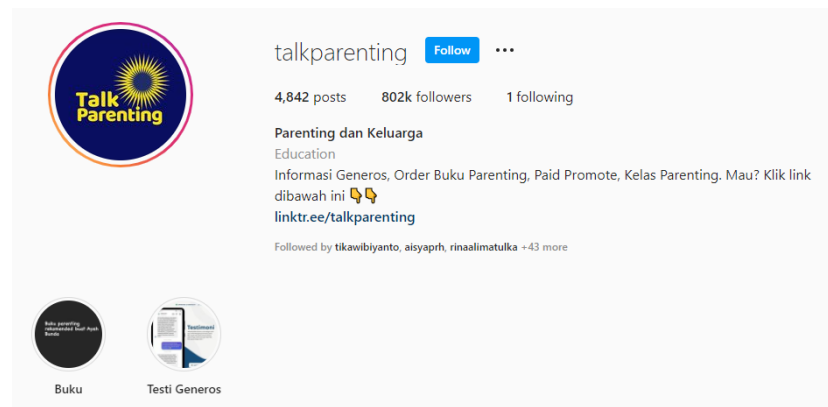 Talk
Parenting
talkparenting Follow
4,842 posts 802k followers 1 following
Parenting dan Keluarga
Education
Informasi Generos, Order Buku Parenting, Paid Promote, Kelas Parenting. Mau? Klik link
dibawah ini 👇👇
linktr.ee/talkparenting
Followed by tikawibiyanto, aisyaprh, rinaalimatulka +43 more
Buku parenting
rekomended buat Ayah
Bunda
Testimoni
Buku
Testi Generos